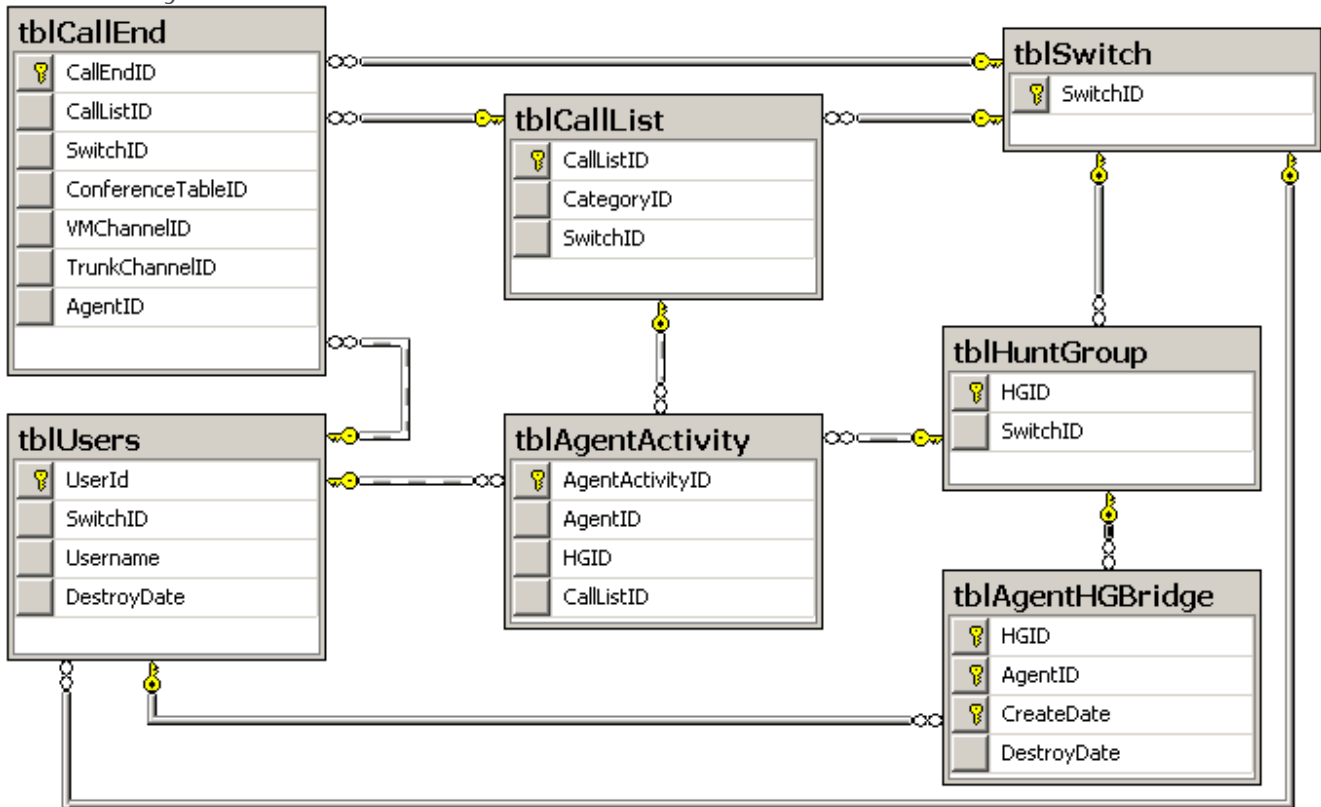 tblCallEnd
CallEndID
CallListID
SwitchID
ConferenceTableID
VMChannelID
TrunkChannelID
AgentID
tblSwitch
SwitchID
tblCallList
CallListID
CategoryID
SwitchID
tblHuntGroup
HGID
SwitchID
tblUsers
UserId
SwitchID
Username
DestroyDate
tblAgentActivity
AgentActivityID
AgentID
HGID
CallListID
tblAgentHGBridge
HGID
AgentID
CreateDate
DestroyDate